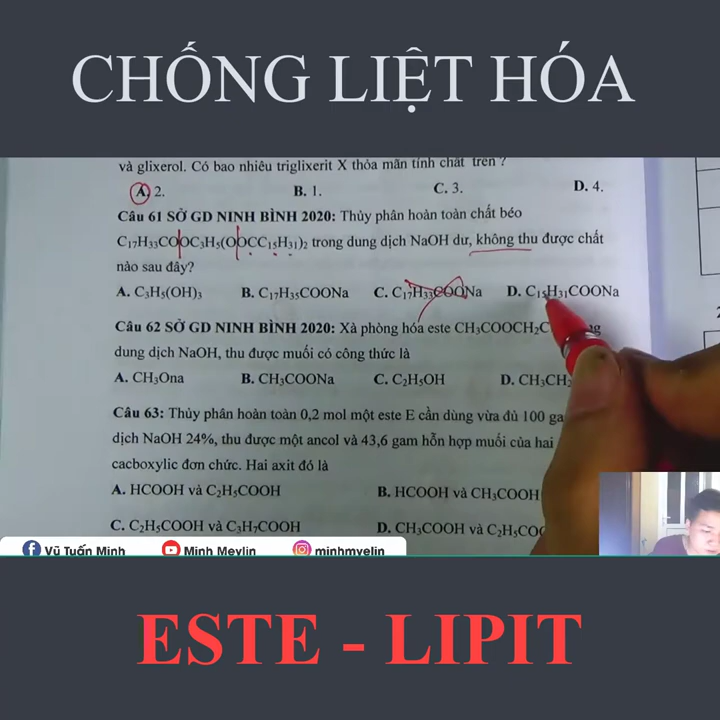 CHỐNG LIỆT HÓA
và glixerol. Có bao nhiêu triglixerit X thỏa mãn tính chất trên ?
A. 2. B. 1. C. 3. D. 4.
Câu 61 SỞ GD NINH BÌNH 2020: Thủy phân hoàn toàn chất béo
C₁₇H₃₃COOC₃H₅(OOCC₁₅H₃₁)₂ trong dung dịch NaOH dư, không thu được chất
nào sau đây?
A. C₃H₅(OH)₃ B. C₁₇H₃₅COONa C. C₁₇H₃₃COONa D. C₁₅H₃₁COONa
Câu 62 SỞ GD NINH BÌNH 2020: Xà phòng hóa este CH₃COOCH₂C
dung dịch NaOH, thu được muối có công thức là
A. CH₃Ona B. CH₃COONa C. C₂H₅OH D. CH₃CH₂
Câu 63: Thủy phân hoàn toàn 0,2 mol một este E cần dùng vừa đủ 100 ga
dịch NaOH 24%, thu được một ancol và 43,6 gam hỗn hợp muối của hai
cacboxylic đơn chức. Hai axit đó là
A. HCOOH và C₂H₅COOH B. HCOOH và CH₃COOH
C. C₂H₅COOH và C₃H₇COOH D. CH₃COOH và C₂H₅CO
Vũ Tuấn Minh Minh Meylin minhmyelin
ESTE - LIPIT